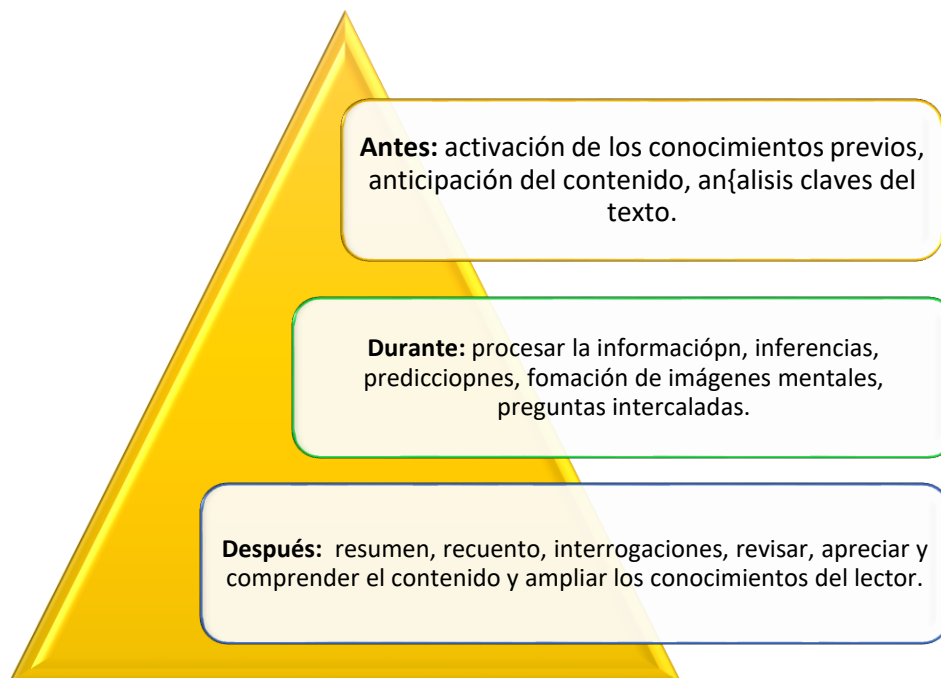 Antes: activación de los conocimientos previos,
anticipación del contenido, an{alisis claves del
texto.
Durante: procesar la informaciópn, inferencias,
predicciopnes, fomación de imágenes mentales,
preguntas intercaladas.
Después: resumen, recuento, interrogaciones, revisar, apreciar y
comprender el contenido y ampliar los conocimientos del lector.